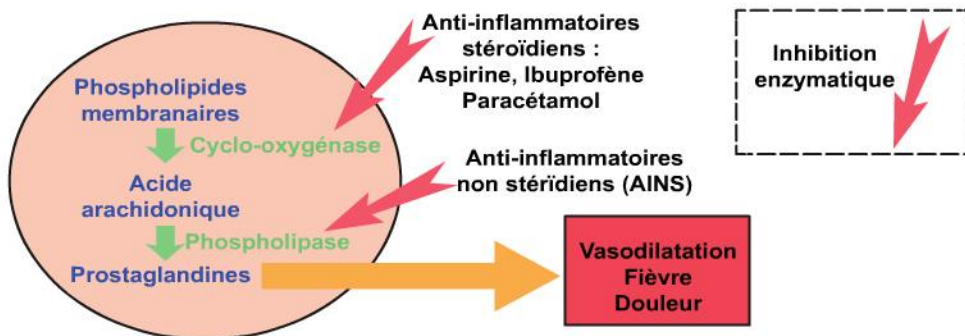 Anti-inflammatoires
stéroïdiens :
Aspirine, Ibuprofène
Paracétamol
Inhibition
enzymatique
Phospholipides
membranaires
Cyclo-oxygénase
Anti-inflammatoires
non stérïdiens (AINS)
Acide
arachidonique
Phospholipase
Prostaglandines
Vasodilatation
Fièvre
Douleur